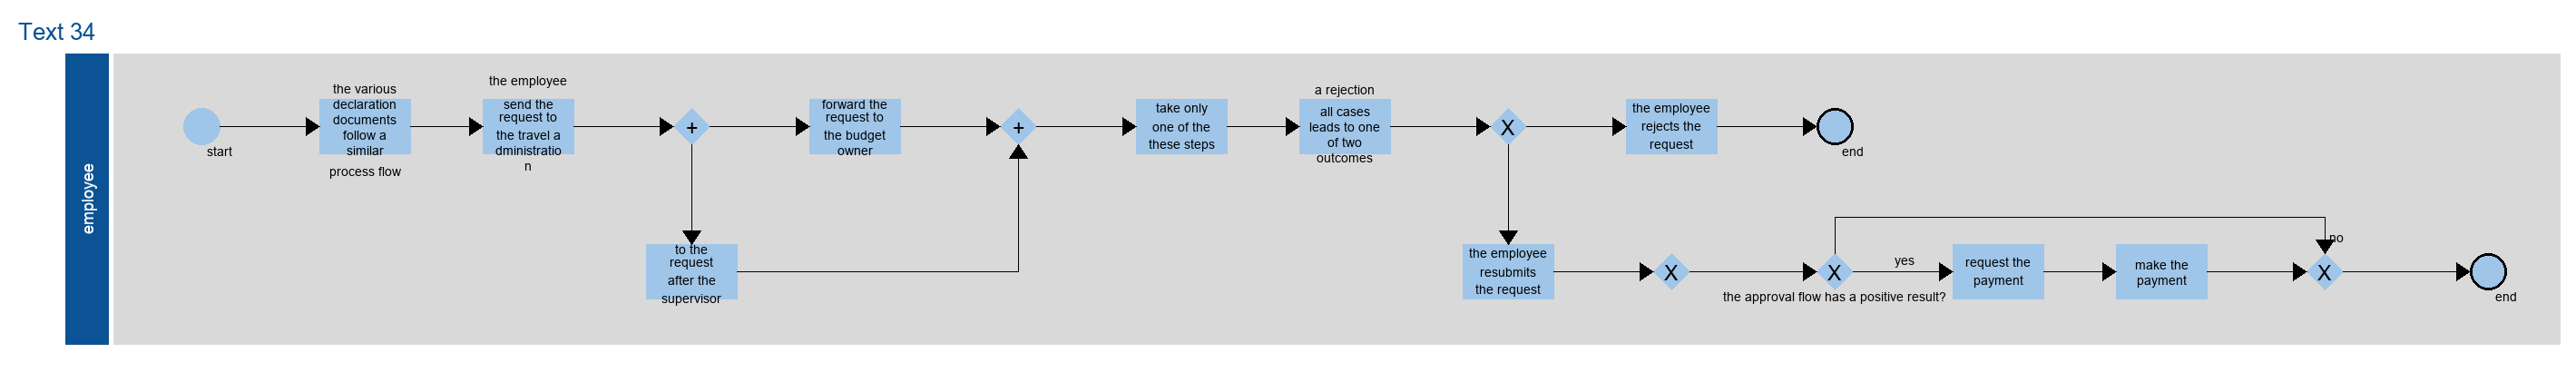 Text 34
employee
start
the various
declaration
documents
follow a
similar
process flow
the employee
send the
request to
the travel a
dministratio
n
+
forward the
request to
the budget
owner
+
to the
request
after the
supervisor
take only
one of the
these steps
a rejection
all cases
leads to one
of two
outcomes
X
the employee
rejects the
request
end
the employee
resubmits
the request
X
X
the approval flow has a positive result?
yes
request the
payment
make the
payment
no
X
end